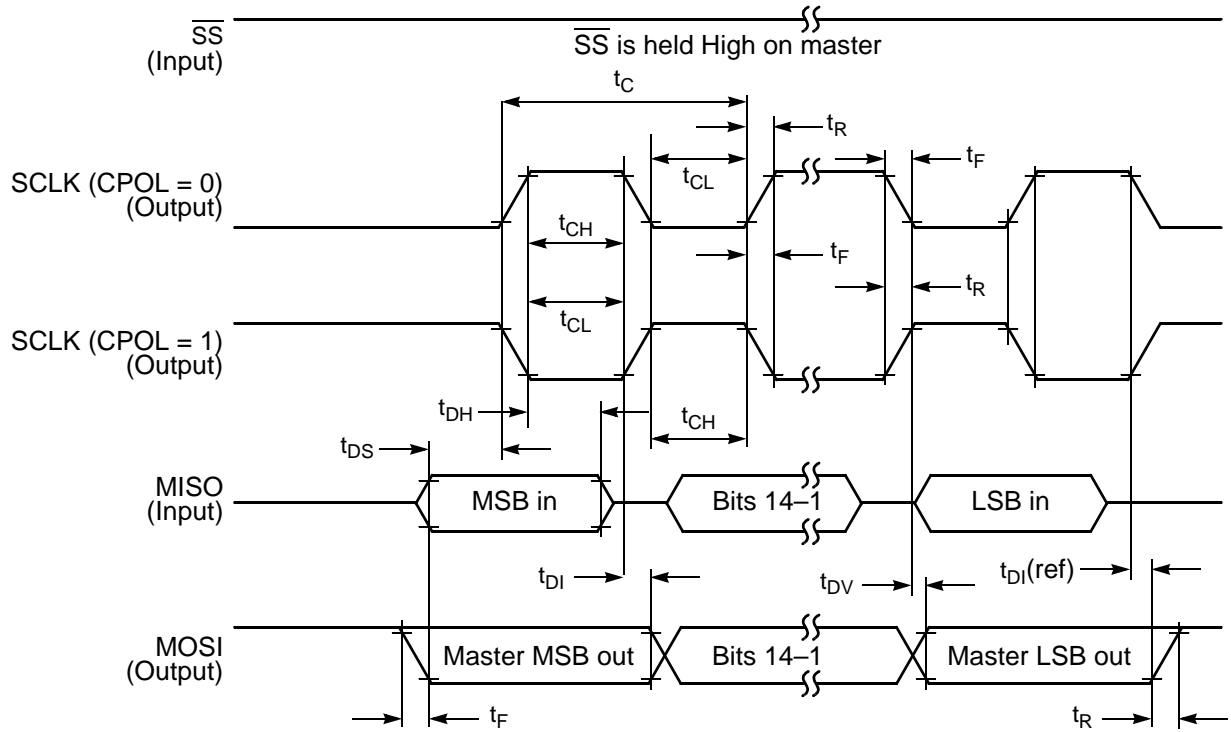 SS
(Input)
SS is held High on master
tC
tR
tF
tCL
SCLK (CPOL = 0)
(Output)
tCH
tF
tR
tCL
SCLK (CPOL = 1)
(Output)
tDH
tCH
tDS
MISO
(Input)
MSB in
Bits 14–1
LSB in
tDI
tDV
tDI(ref)
MOSI
(Output)
Master MSB out
Bits 14–1
Master LSB out
tF
tR